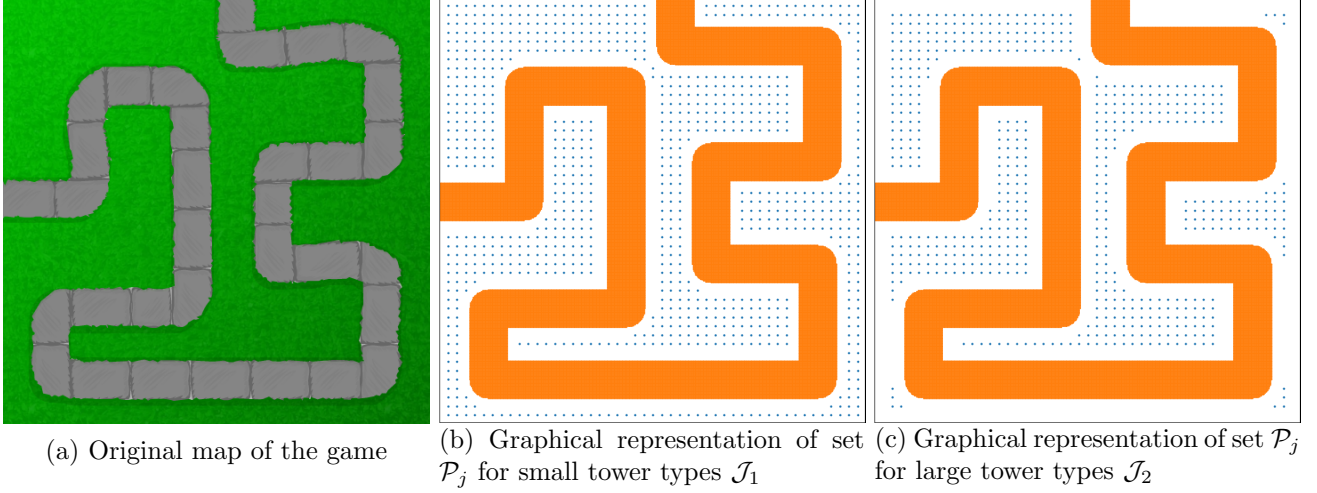 (a) Original map of the game
(b) Graphical representation of set
𝒫ⱼ for small tower types 𝒥₁
(c) Graphical representation of set 𝒫ⱼ
for large tower types 𝒥₂